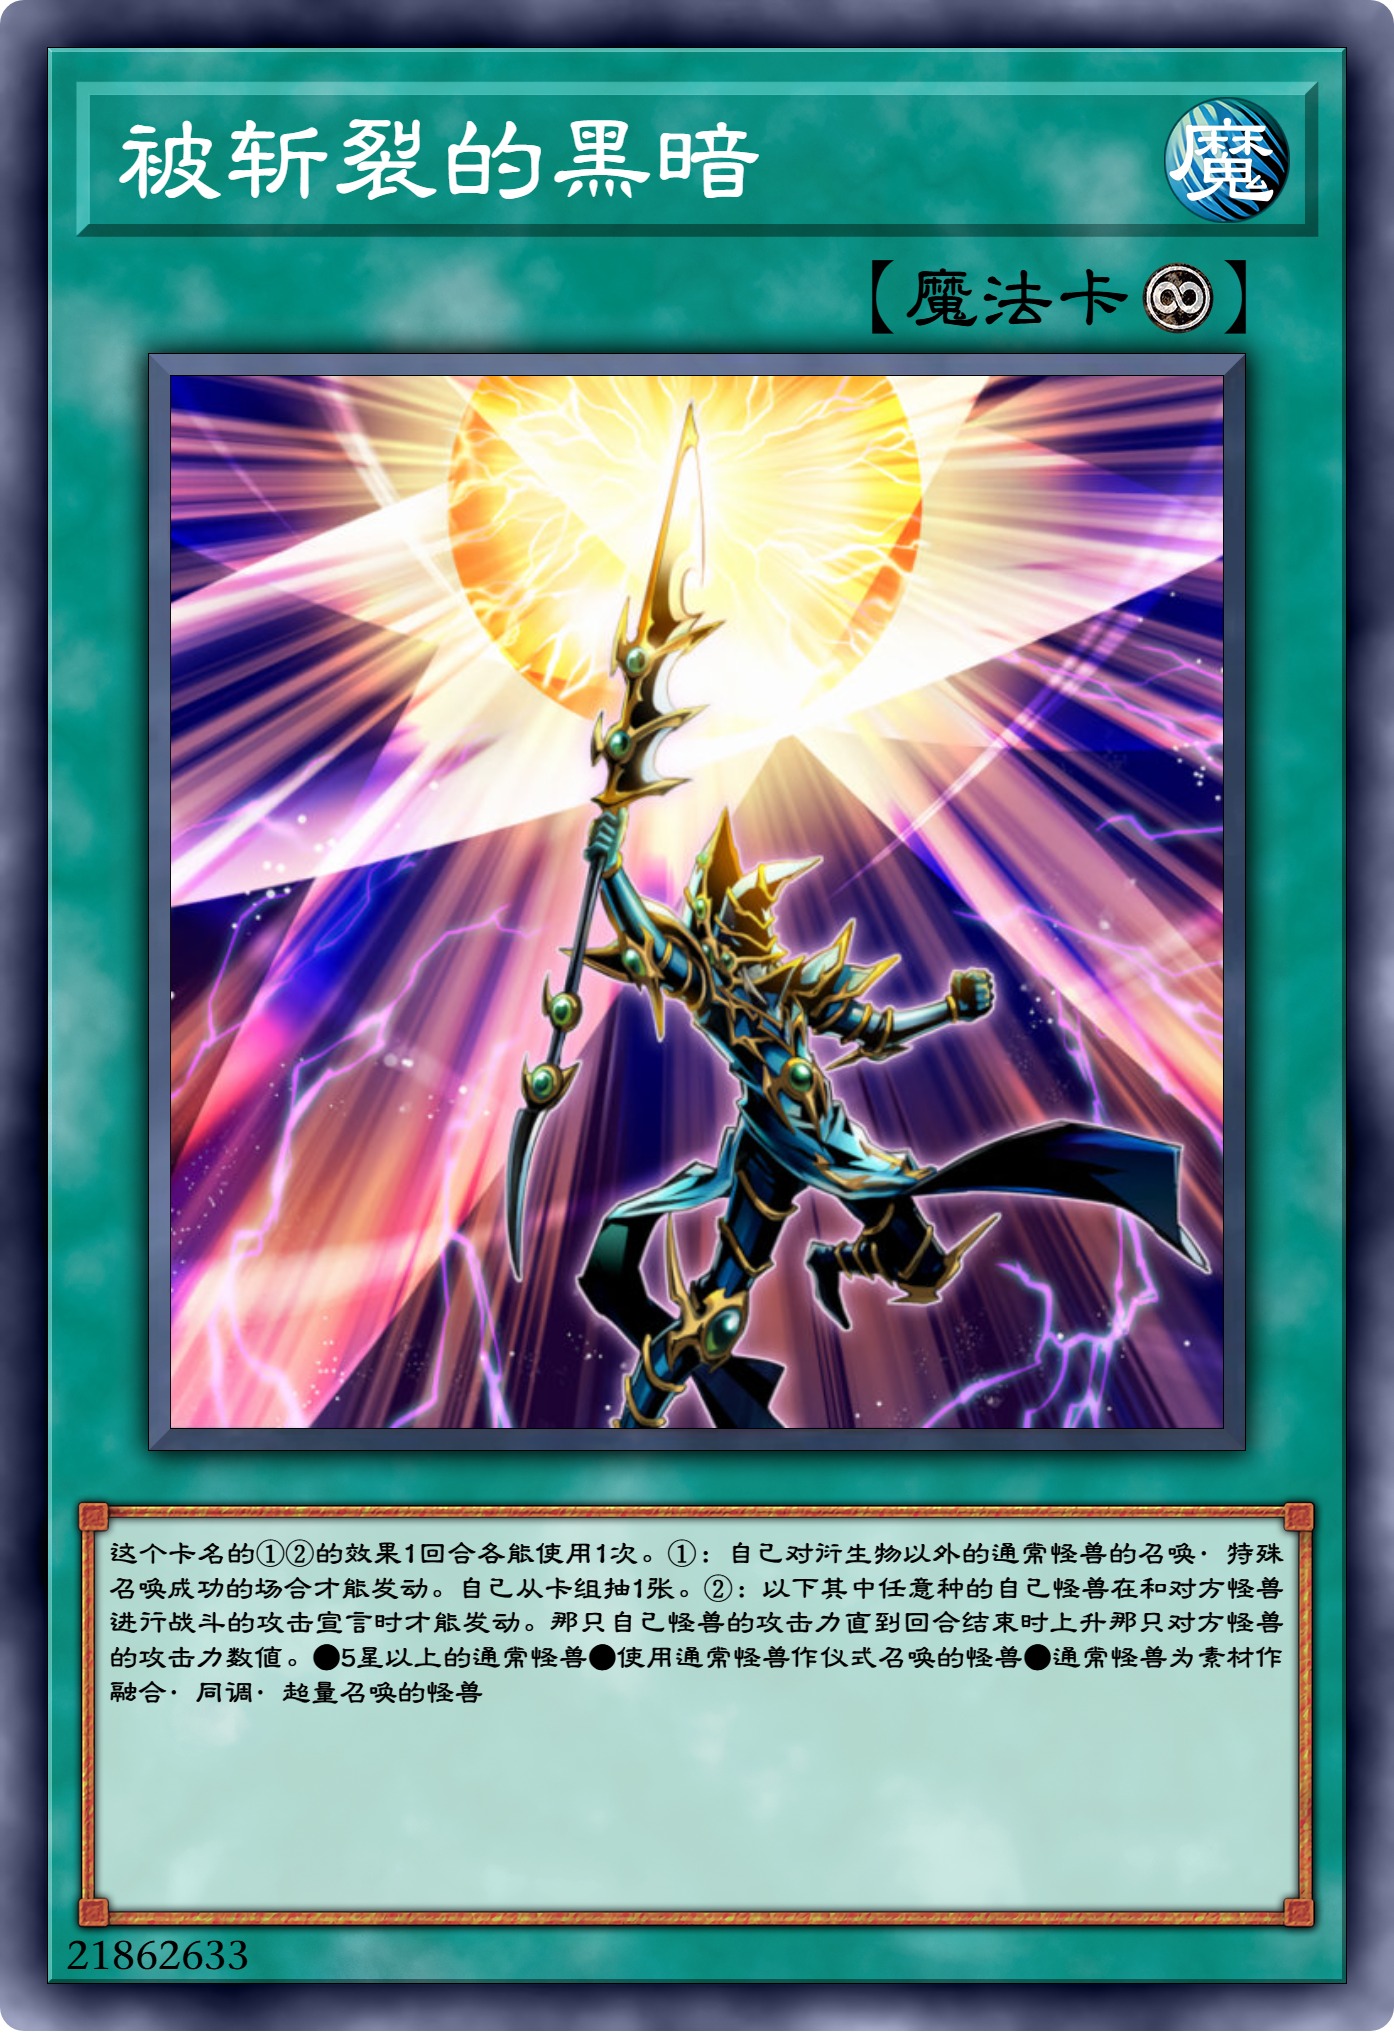 被斩裂的黑暗
魔
【魔法卡】
这个卡名的①②的效果1回合各能使用1次。①：自己对衍生物以外的通常怪兽的召唤·特殊
召唤成功的场合才能发动。自己从卡组抽1张。②：以下其中任意种的自己怪兽在和对方怪兽
进行战斗的攻击宣言时才能发动。那只自己怪兽的攻击力直到回合结束时上升那只对方怪兽
的攻击力数值。●5星以上的通常怪兽●使用通常怪兽作仪式召唤的怪兽●通常怪兽为素材作
融合·同调·超量召唤的怪兽
21862633